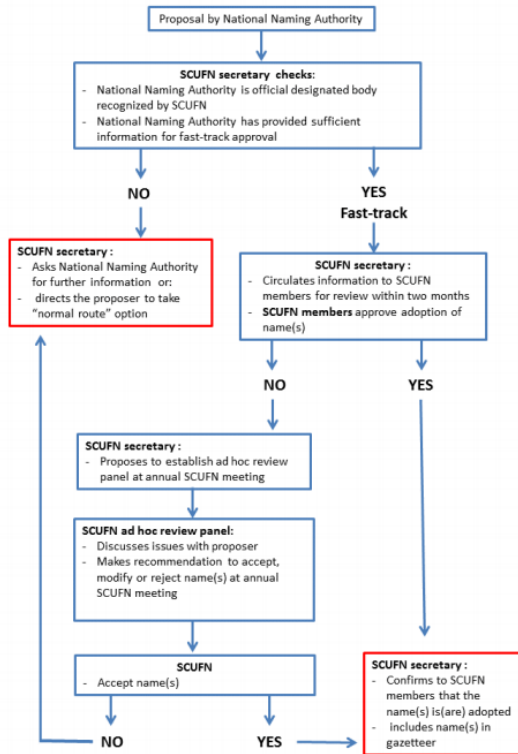 Proposal by National Naming Authority
SCUFN secretary checks:
- National Naming Authority is official designated body
recognized by SCUFN
- National Naming Authority has provided sufficient
information for fast-track approval
NO
YES
Fast-track
SCUFN secretary :
- Asks National Naming Authority
for further information or:
- directs the proposer to take
“normal route” option
SCUFN secretary :
- Circulates information to SCUFN
members for review within two months
- SCUFN members approve adoption of
name(s)
NO
YES
SCUFN secretary :
- Proposes to establish ad hoc review
panel at annual SCUFN meeting
SCUFN ad hoc review panel:
- Discusses issues with proposer
- Makes recommendation to accept,
modify or reject name(s) at annual
SCUFN meeting
SCUFN
- Accept name(s)
NO
YES
SCUFN secretary :
- Confirms to SCUFN
members that the
name(s) is(are) adopted
- includes name(s) in
gazetteer